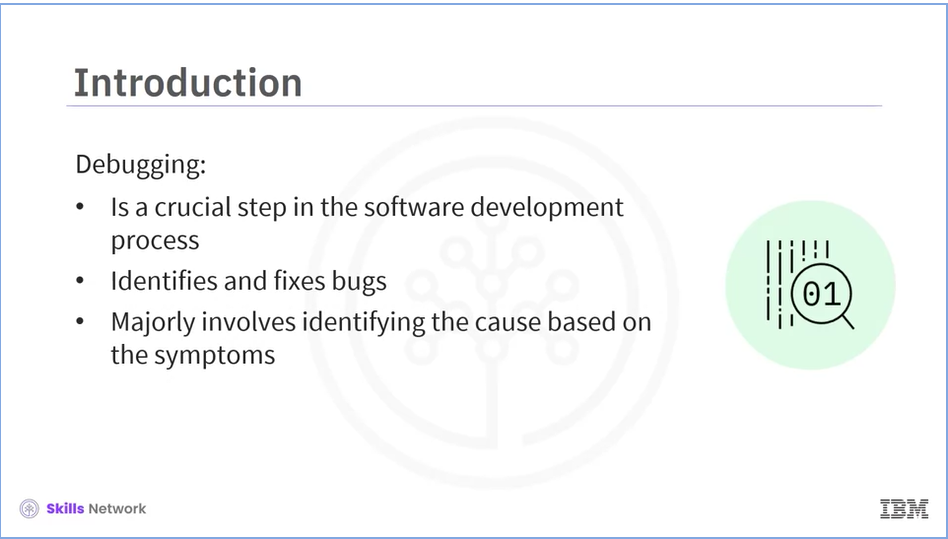 Introduction
Debugging:
• Is a crucial step in the software development
process
• Identifies and fixes bugs
• Majorly involves identifying the cause based on
the symptoms
01
Skills Network
IBM